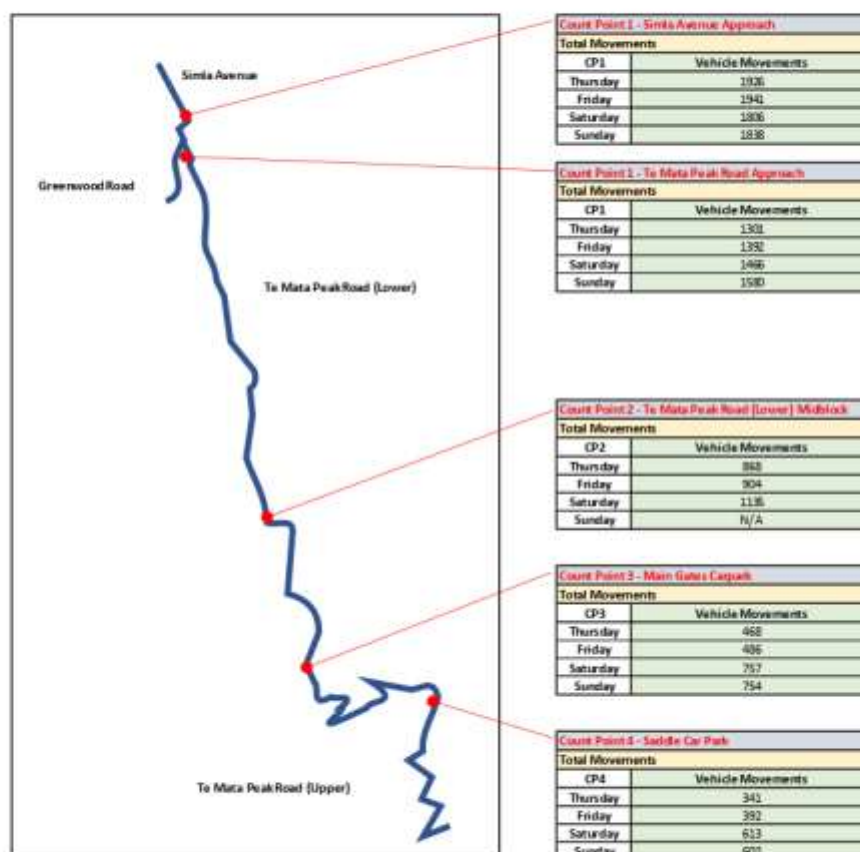 Simla Avenue
Greenwood Road
Te Mata Peak Road (Lower)
Te Mata Peak Road (Upper)
Count Point 1 - Simla Avenue Approach
Total Movements
CP1 Vehicle Movements
Thursday 1926
Friday 1941
Saturday 1806
Sunday 1838
Count Point 1 - Te Mata Peak Road Approach
Total Movements
CP1 Vehicle Movements
Thursday 1301
Friday 1392
Saturday 1466
Sunday 1580
Count Point 2 - Te Mata Peak Road (Lower) Midblock
Total Movements
CP2 Vehicle Movements
Thursday 868
Friday 904
Saturday 1136
Sunday N/A
Count Point 3 - Main Gates Carpark
Total Movements
CP3 Vehicle Movements
Thursday 468
Friday 486
Saturday 757
Sunday 754
Count Point 4 - Saddle Car Park
Total Movements
CP4 Vehicle Movements
Thursday 341
Friday 392
Saturday 613
Sunday